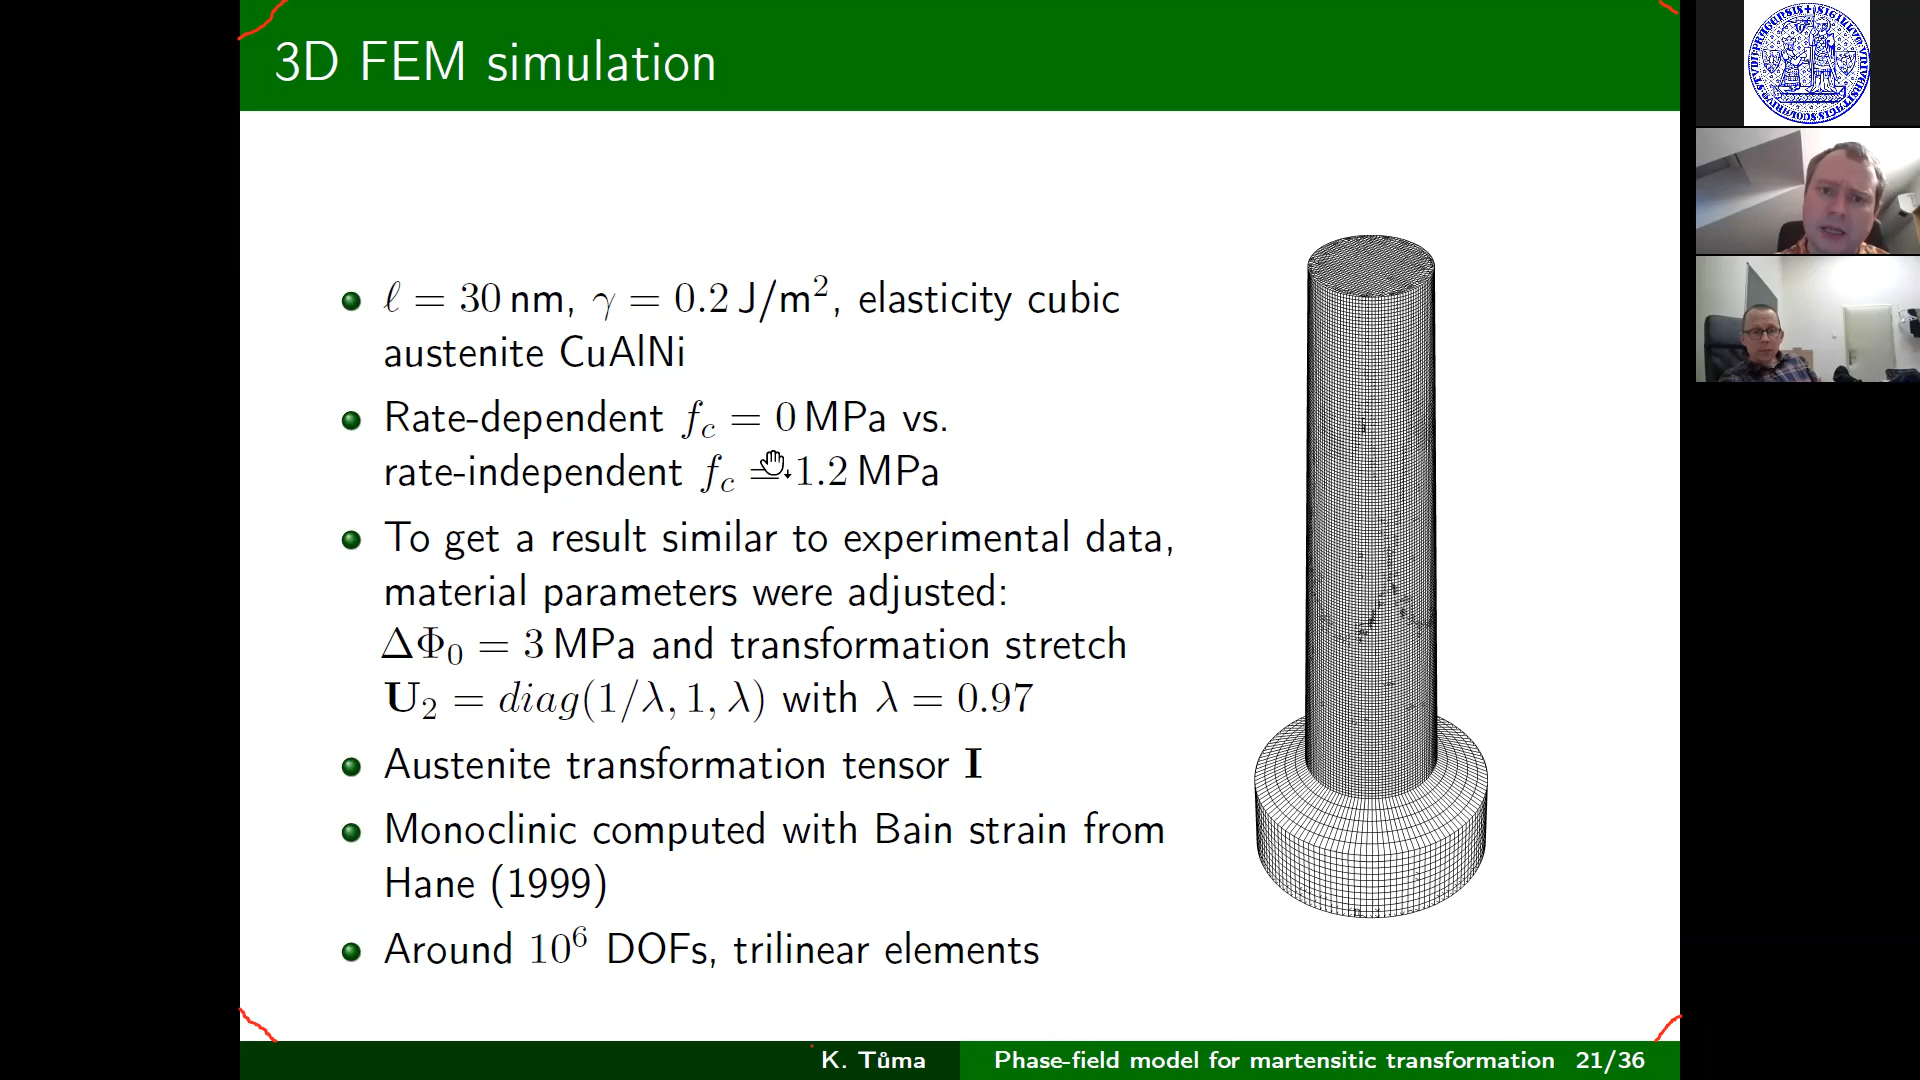 3D FEM simulation
ℓ = 30 nm, γ = 0.2 J/m², elasticity cubic
austenite CuAlNi
Rate-dependent f_c = 0 MPa vs.
rate-independent f_c = 1.2 MPa
To get a result similar to experimental data,
material parameters were adjusted:
ΔΦ₀ = 3 MPa and transformation stretch
U₂ = diag(1/λ, 1, λ) with λ = 0.97
Austenite transformation tensor I
Monoclinic computed with Bain strain from
Hane (1999)
Around 10⁶ DOFs, trilinear elements
K. Tůma
Phase-field model for martensitic transformation 21/36